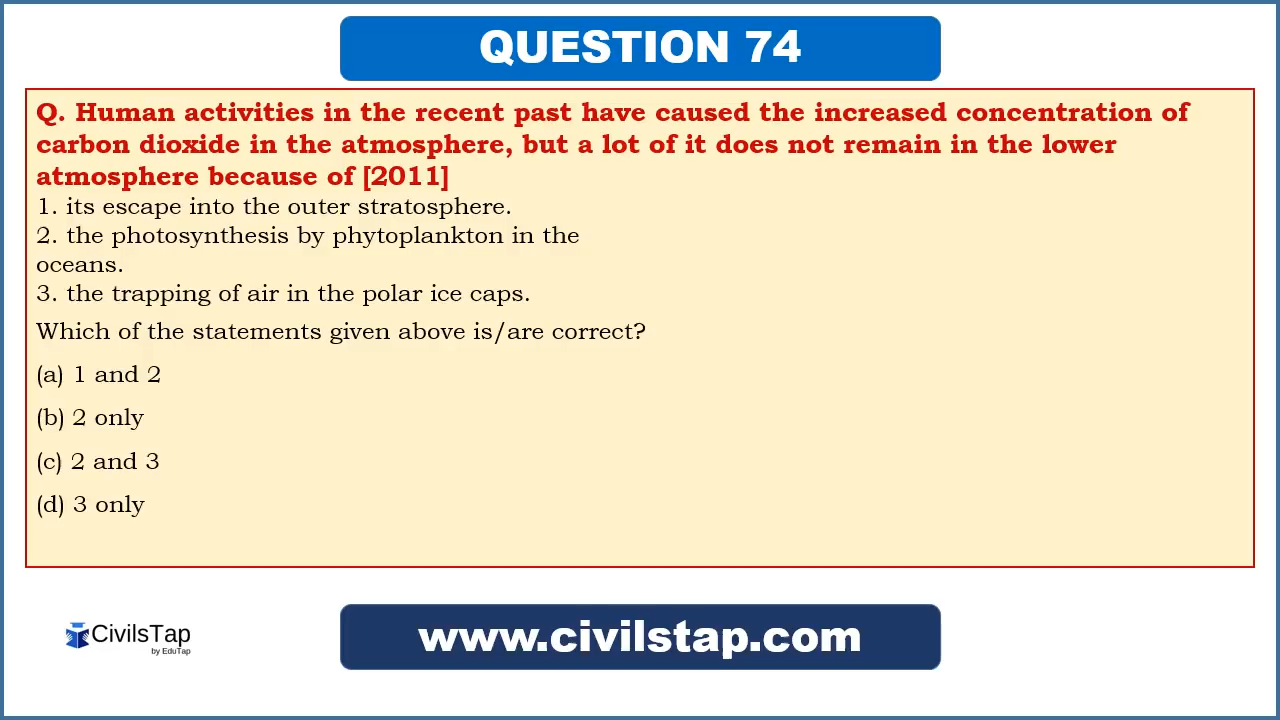 QUESTION 74
Q. Human activities in the recent past have caused the increased concentration of
carbon dioxide in the atmosphere, but a lot of it does not remain in the lower
atmosphere because of [2011]
1. its escape into the outer stratosphere.
2. the photosynthesis by phytoplankton in the
oceans.
3. the trapping of air in the polar ice caps.
Which of the statements given above is/are correct?
(a) 1 and 2
(b) 2 only
(c) 2 and 3
(d) 3 only
CivilsTap
by EduTap
www.civilstap.com